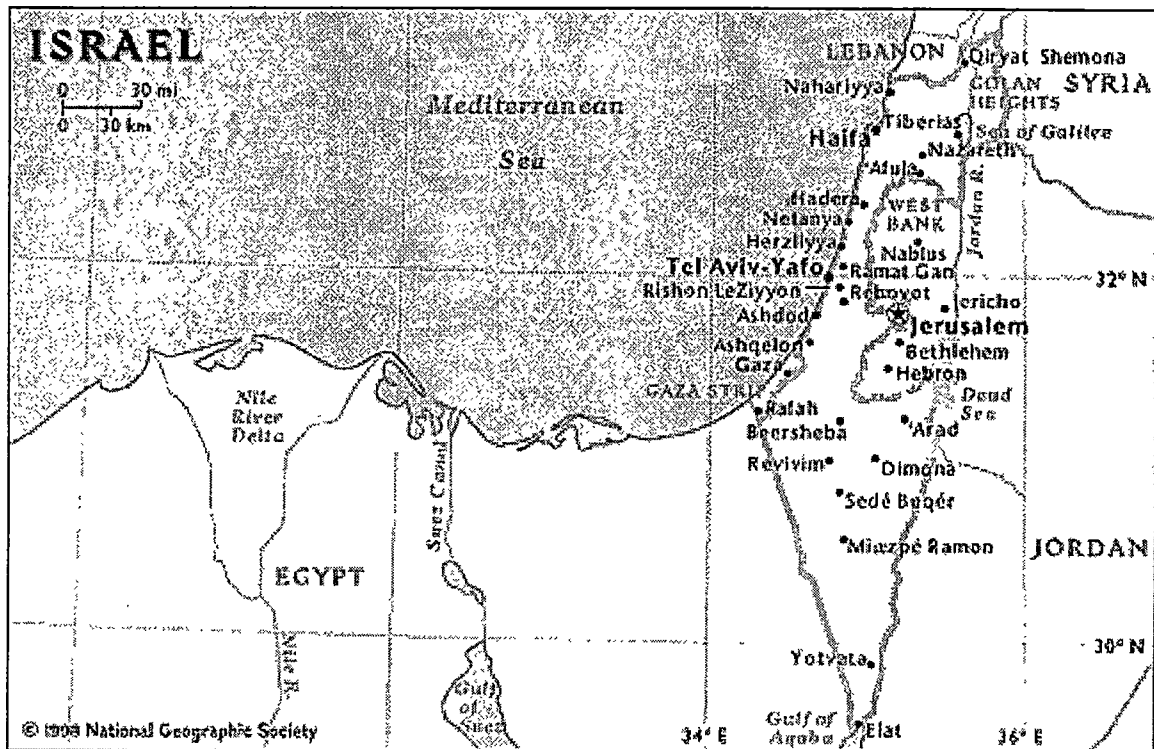 ISRAEL
0 30 mi
0 30 km
Mediterranean
Sea
LEBANON
Qiryat Shemona
Nahariyya
GOLAN
HEIGHTS
SYRIA
Tiberias
Haifa
Sea of Galilee
Nazareth
'Afula
Jordan R.
Hadera
Netanya
WEST
BANK
Herzliyya
Nablus
Tel Aviv-Yafo
Ramat Gan
32° N
Rishon LeZiyyon
Rehovot
Jericho
Ashdod
Jerusalem
Ashqelon
Bethlehem
Gaza
Hebron
GAZA STRIP
Dead
Sea
Nile
River
Delta
Rafah
Beersheba
'Arad
Revivim
Dimona
Suez Canal
Sedé Boqér
Mizpé Ramon
JORDAN
EGYPT
30° N
Yotvata
Nile R.
Gulf
of
Suez
© National Geographic Society
34° E
Gulf of
Aqaba
Elat
36° E